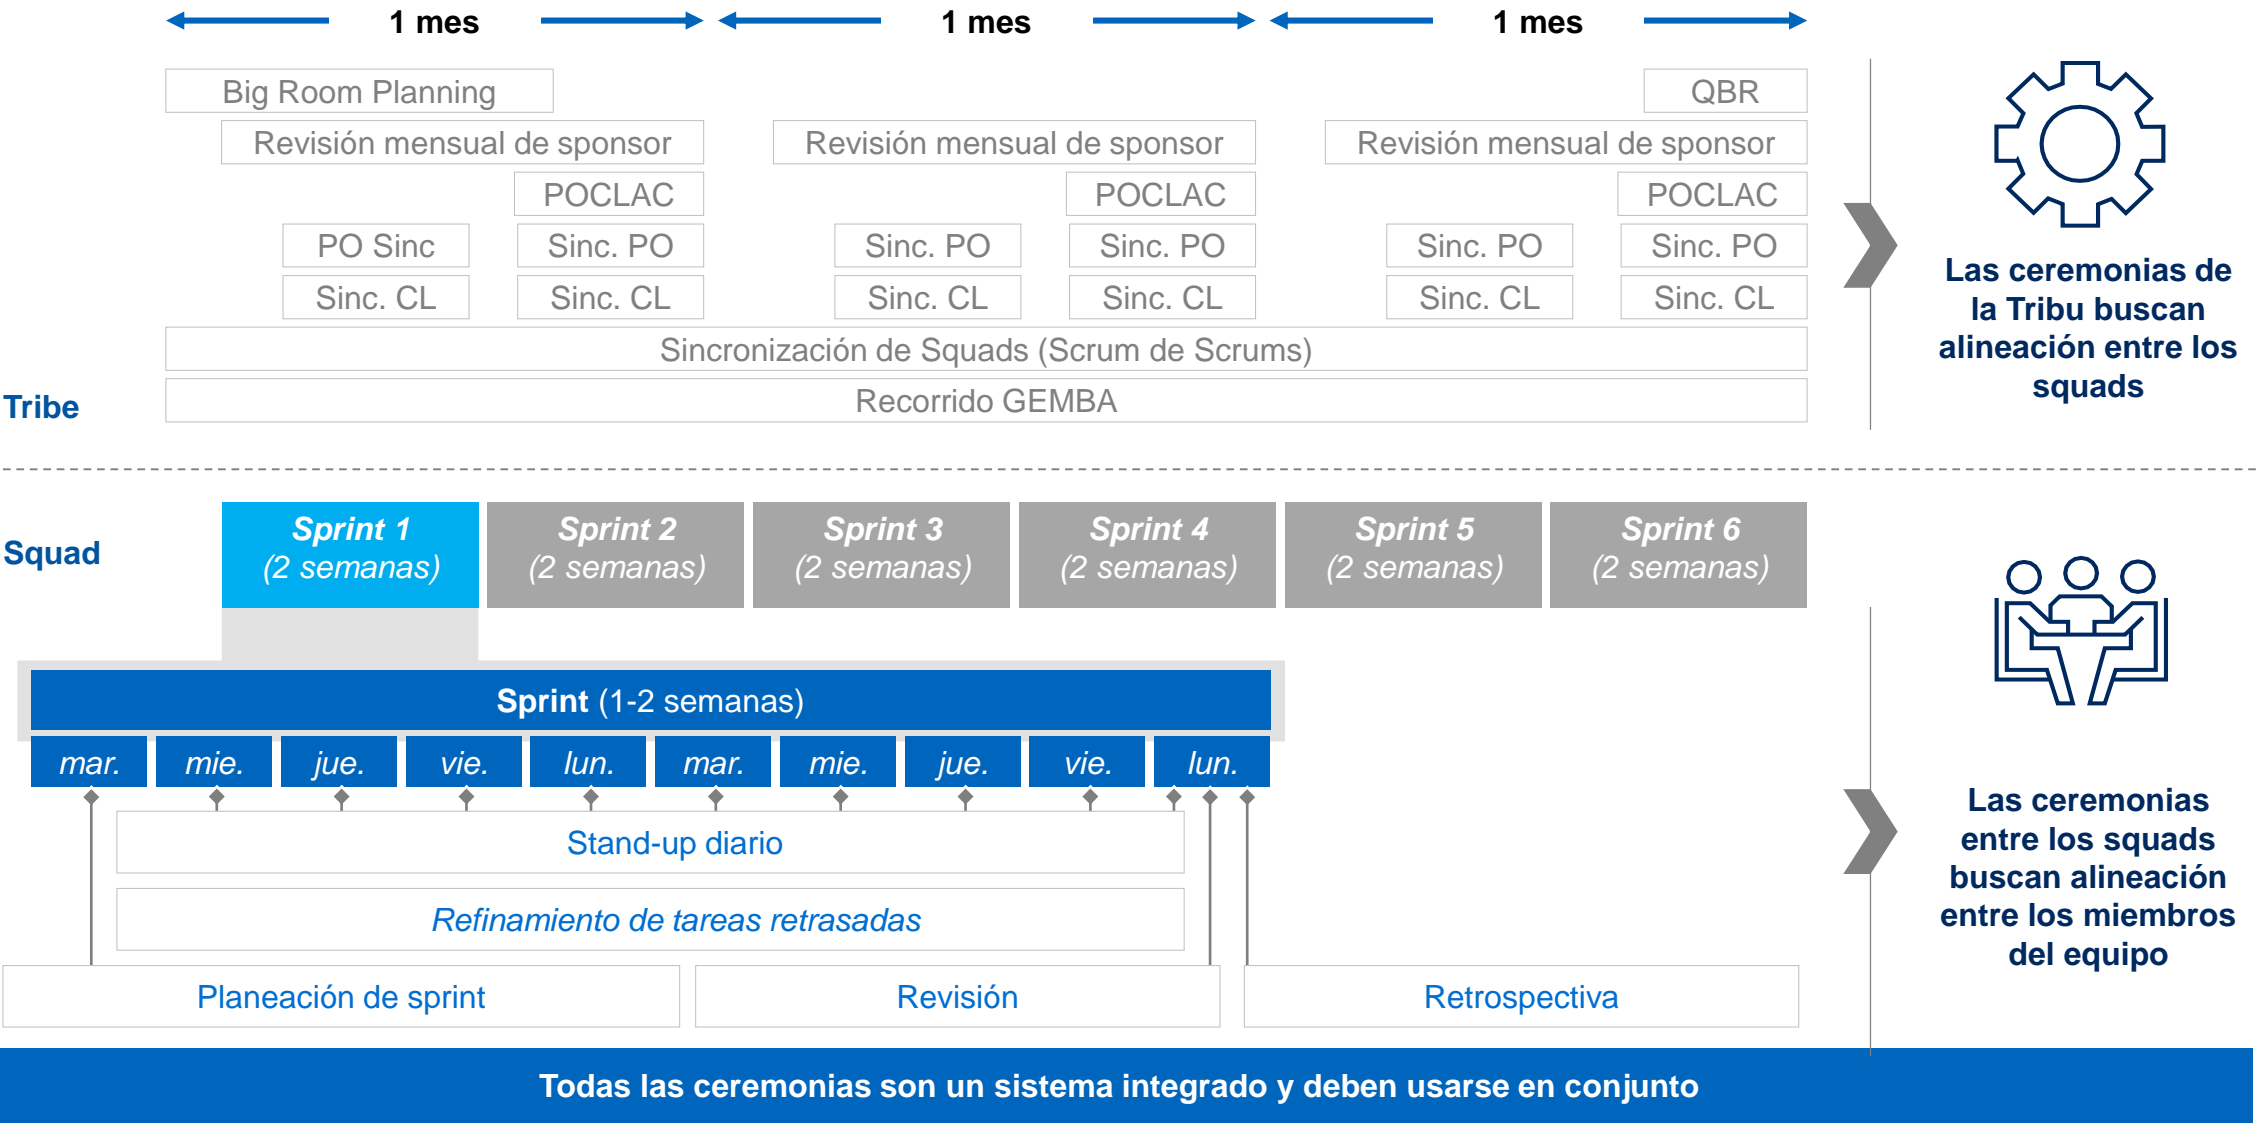 1 mes 1 mes 1 mes
Big Room Planning QBR
Revisión mensual de sponsor Revisión mensual de sponsor Revisión mensual de sponsor
POCLAC POCLAC POCLAC
PO Sinc Sinc. PO Sinc. PO Sinc. PO Sinc. PO Sinc. PO
Sinc. CL Sinc. CL Sinc. CL Sinc. CL Sinc. CL Sinc. CL
Sincronización de Squads (Scrum de Scrums)
Recorrido GEMBA
Tribe
Las ceremonias de
la Tribu buscan
alineación entre los
squads
Squad
Sprint 1 Sprint 2 Sprint 3 Sprint 4 Sprint 5 Sprint 6
(2 semanas) (2 semanas) (2 semanas) (2 semanas) (2 semanas) (2 semanas)
Sprint (1-2 semanas)
mar. mie. jue. vie. lun. mar. mie. jue. vie. lun.
Stand-up diario
Refinamiento de tareas retrasadas
Planeación de sprint Revisión Retrospectiva
Las ceremonias
entre los squads
buscan alineación
entre los miembros
del equipo
Todas las ceremonias son un sistema integrado y deben usarse en conjunto